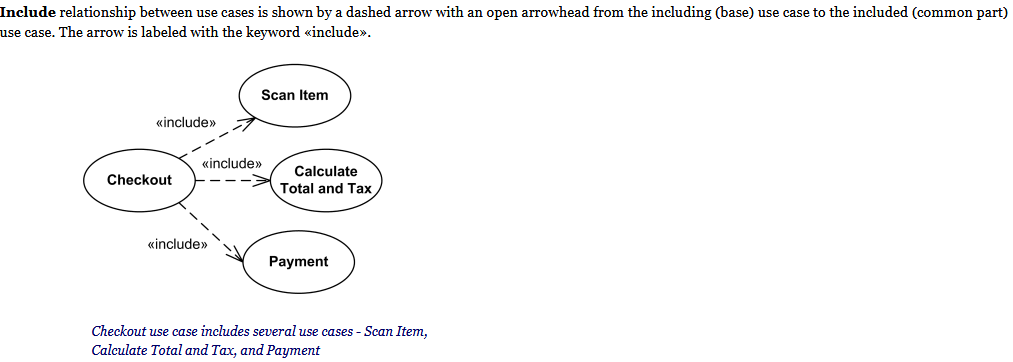 Include relationship between use cases is shown by a dashed arrow with an open arrowhead from the including (base) use case to the included (common part)
use case. The arrow is labeled with the keyword «include».
Scan Item
«include»
«include»
Calculate
Total and Tax
Checkout
«include»
Payment
Checkout use case includes several use cases - Scan Item,
Calculate Total and Tax, and Payment